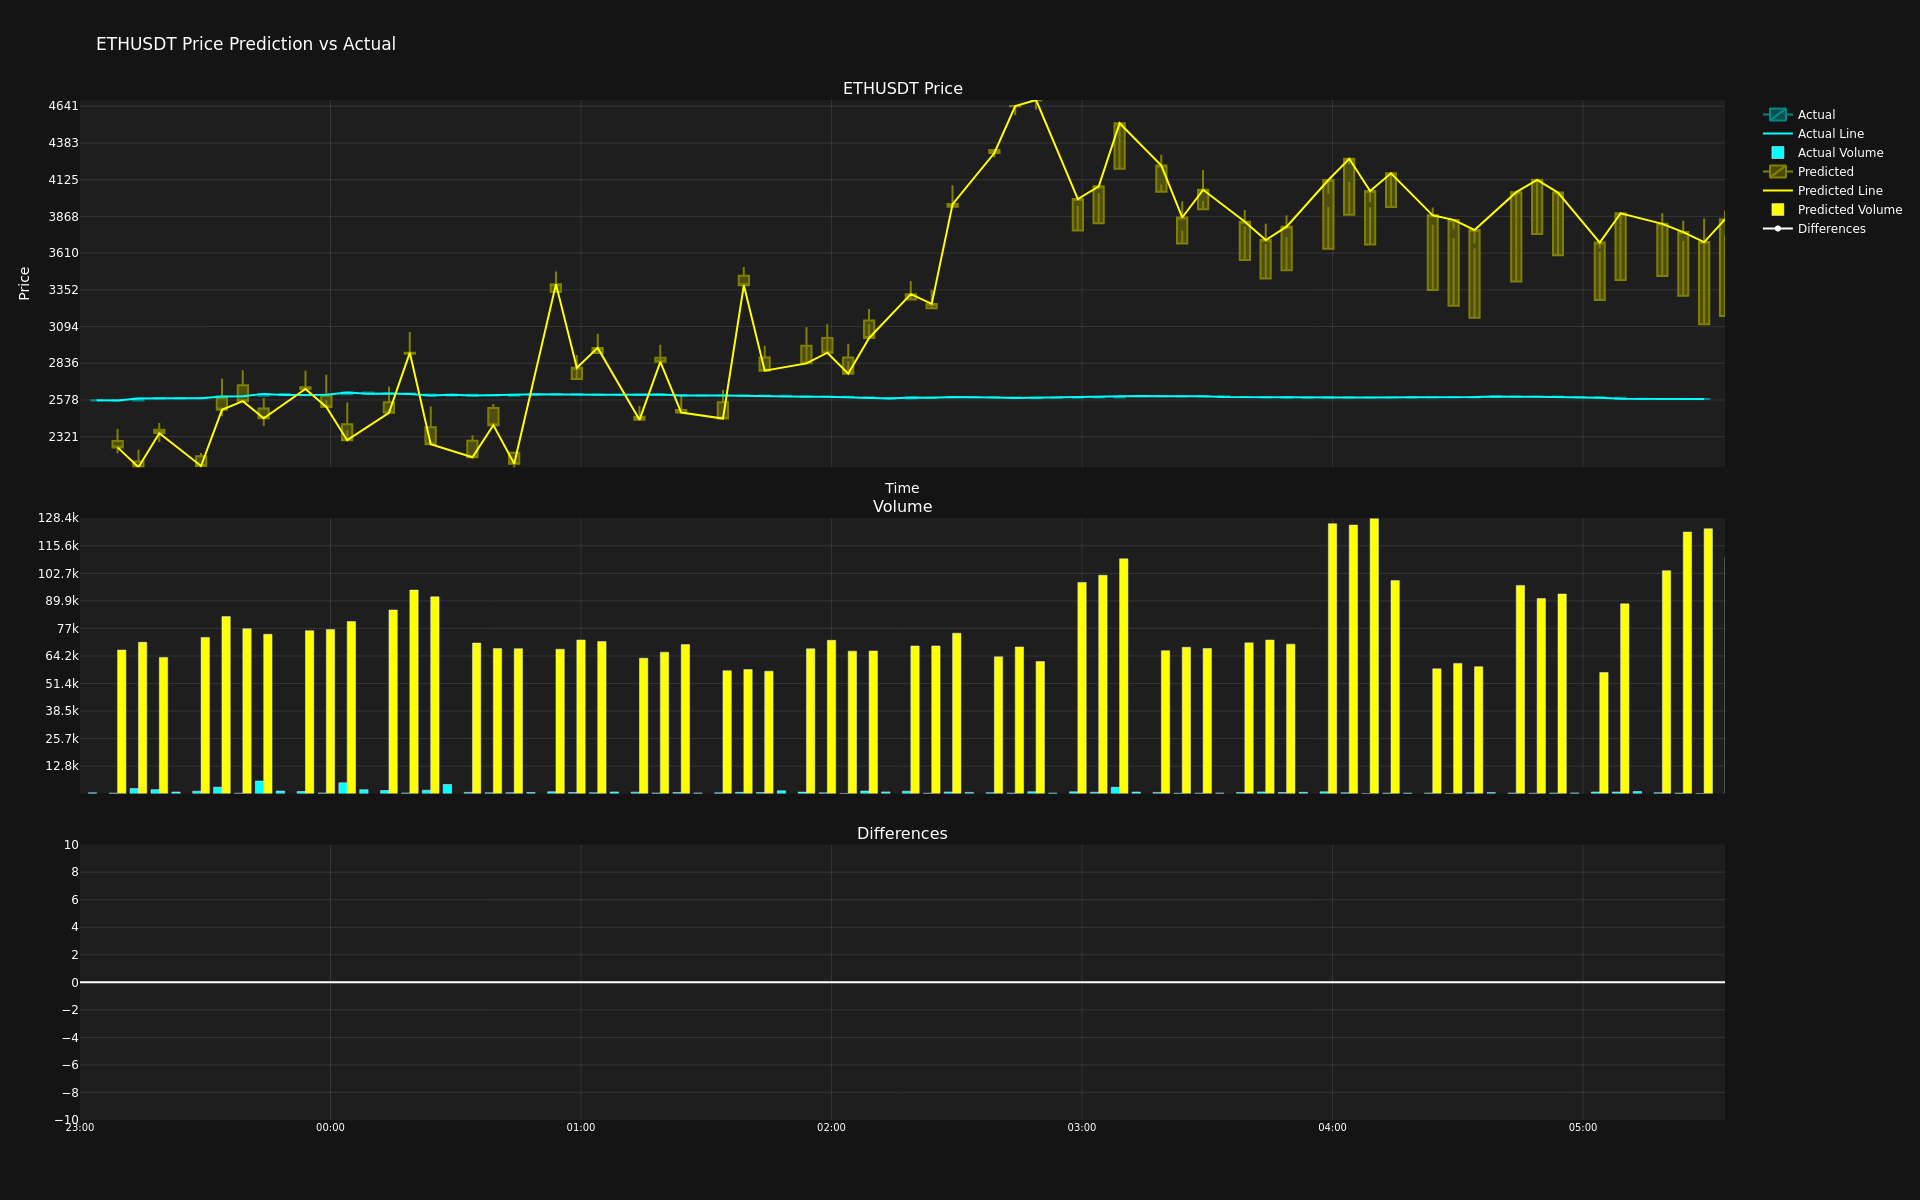 ETHUSDT Price Prediction vs Actual
ETHUSDT Price
4641
4383
4125
3868
3610
3352
3094
2836
2578
2321
Price
Actual
Actual Line
Actual Volume
Predicted
Predicted Line
Predicted Volume
Differences
Time
Volume
128.4k
115.6k
102.7k
89.9k
77k
64.2k
51.4k
38.5k
25.7k
12.8k
Differences
10
8
6
4
2
0
−2
−4
−6
−8
−10
23:00 00:00 01:00 02:00 03:00 04:00 05:00